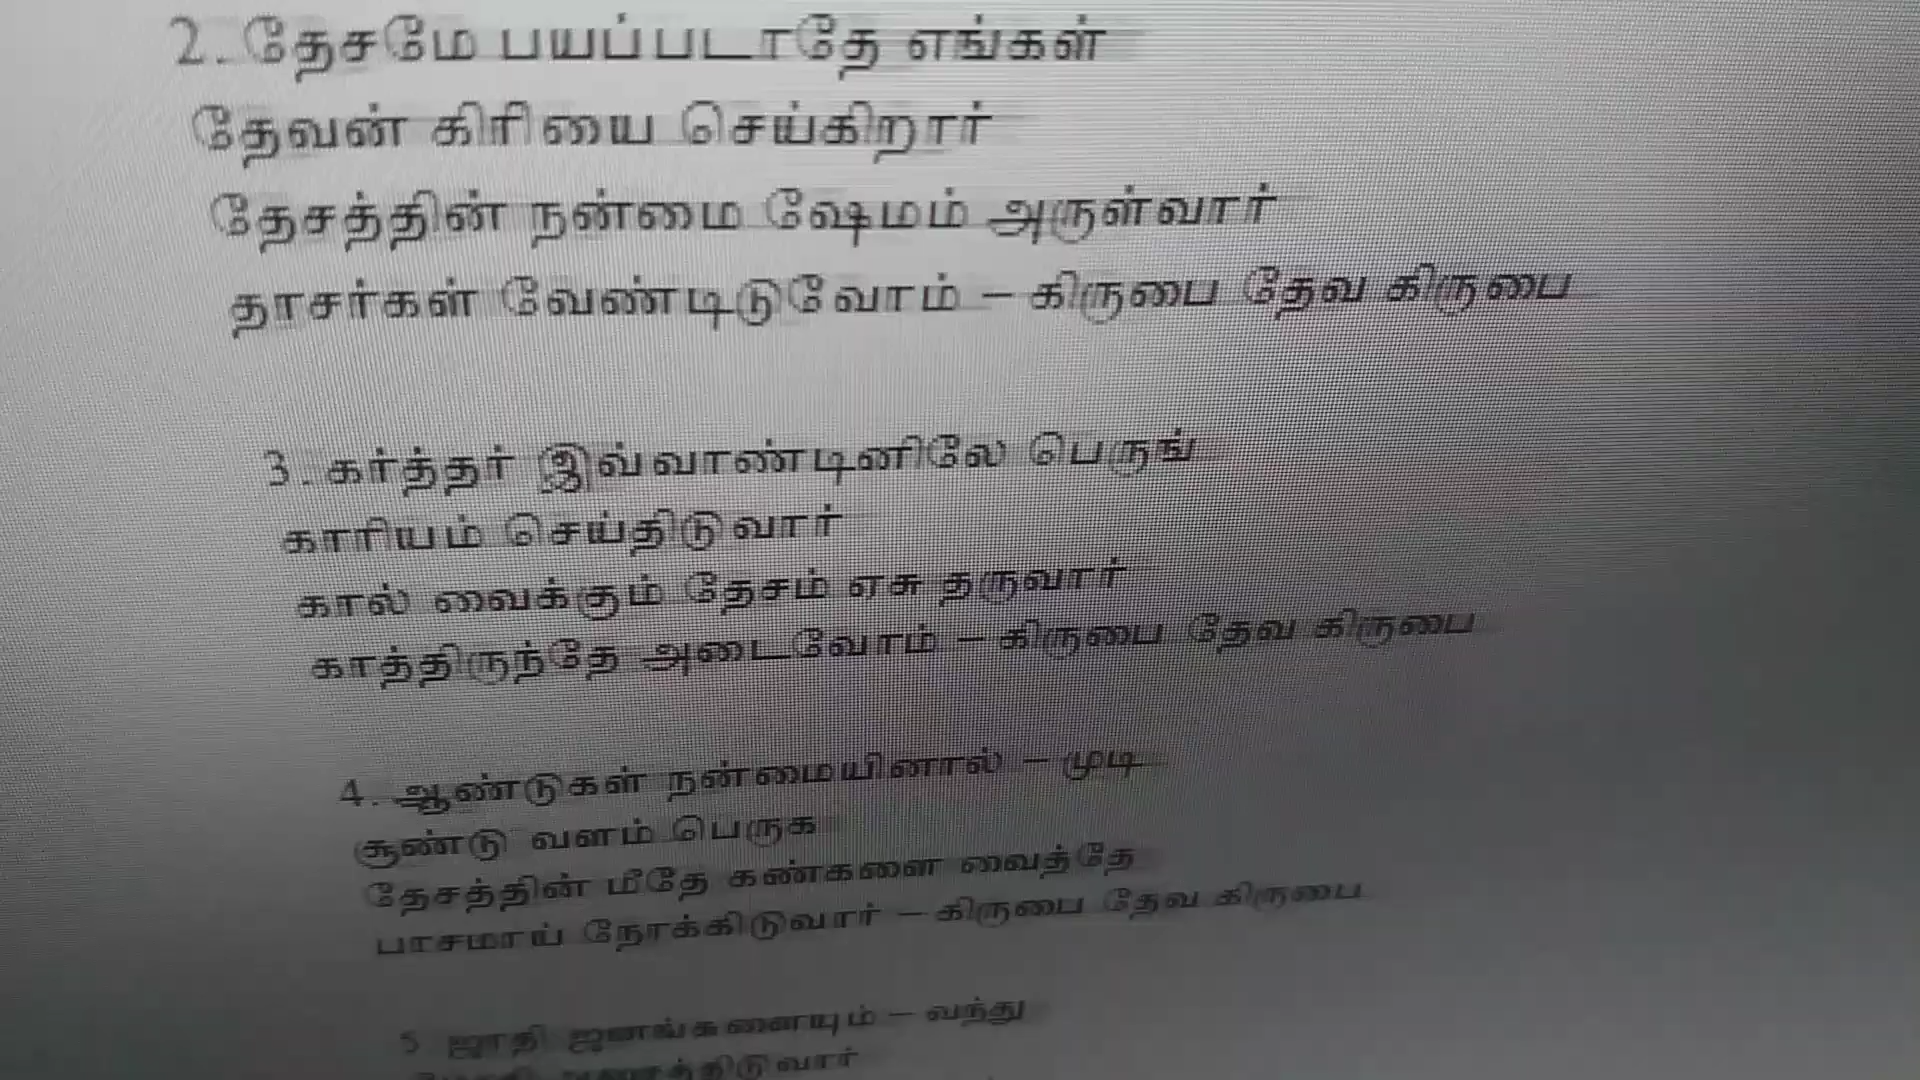 2. தேசமே பயப்படாதே எங்கள்
தேவன் கிரியை செய்கிறார்
தேசத்தின் நன்மை ஷேமம் அருள்வார்
தாசர்கள் வேண்டிடுவோம் – கிருபை தேவ கிருபை
3. கர்த்தர் இவ்வாண்டினிலே பெருங்
காரியம் செய்திடுவார்
கால் வைக்கும் தேசம் எசு தருவார்
காத்திருந்தே அடைவோம் – கிருபை தேவ கிருபை
4. ஆண்டுகள் நன்மையினால் – முடி
சூண்டு வளம் பெருக
தேசத்தின் மீதே கண்களை வைத்தே
பாசமாய் நோக்கிடுவார் – கிருபை தேவ கிருபை
5 ஜாதி ஜனங்களையும் – வந்து